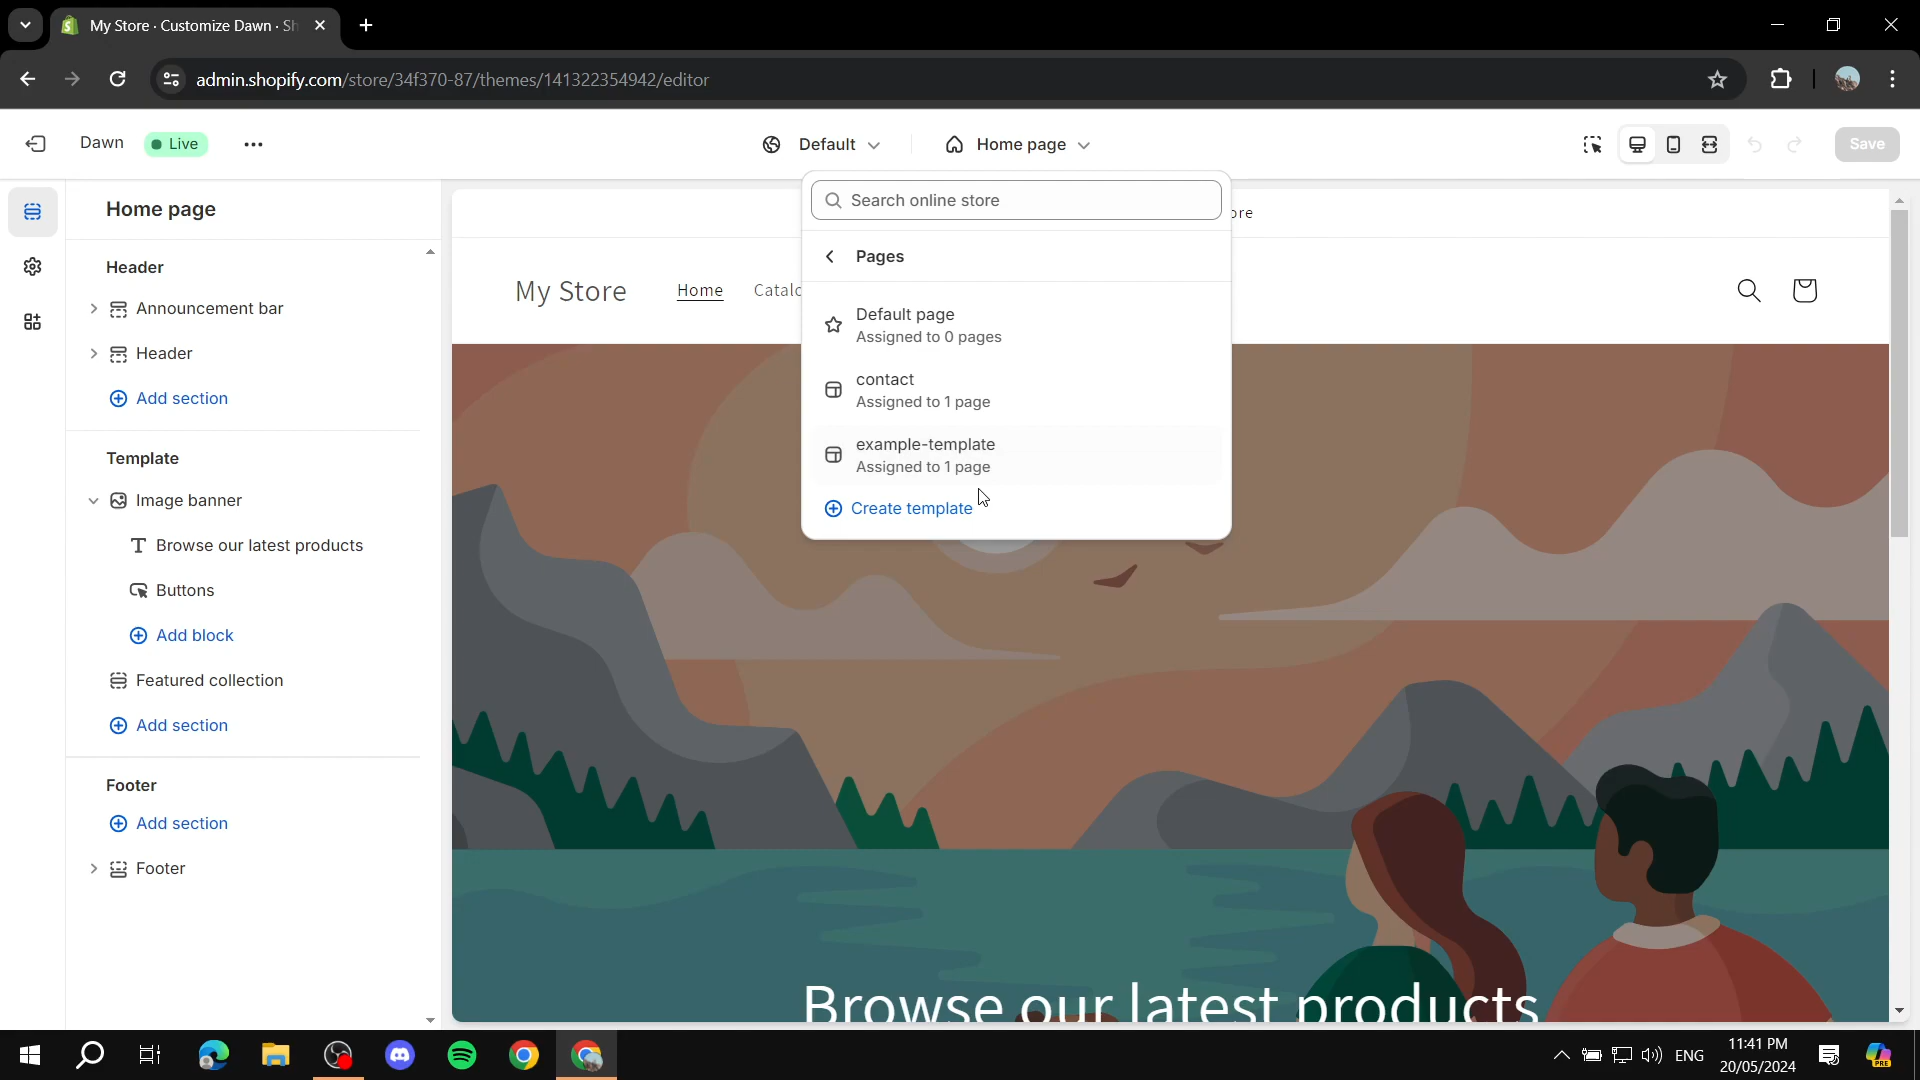 My Store · Customize Dawn · Sh
admin.shopify.com/store/34f370-87/themes/141322354942/editor
Dawn
Live
Default
Home page
Save
Home page
Header
Announcement bar
Header
Add section
Template
Image banner
Browse our latest products
Buttons
Add block
Featured collection
Add section
Footer
Add section
Footer
Search online store
Pages
Default page
Assigned to 0 pages
contact
Assigned to 1 page
example-template
Assigned to 1 page
Create template
ore
My Store
Home
Catalo
Browse our latest products
ENG
11:41 PM
20/05/2024
PRE